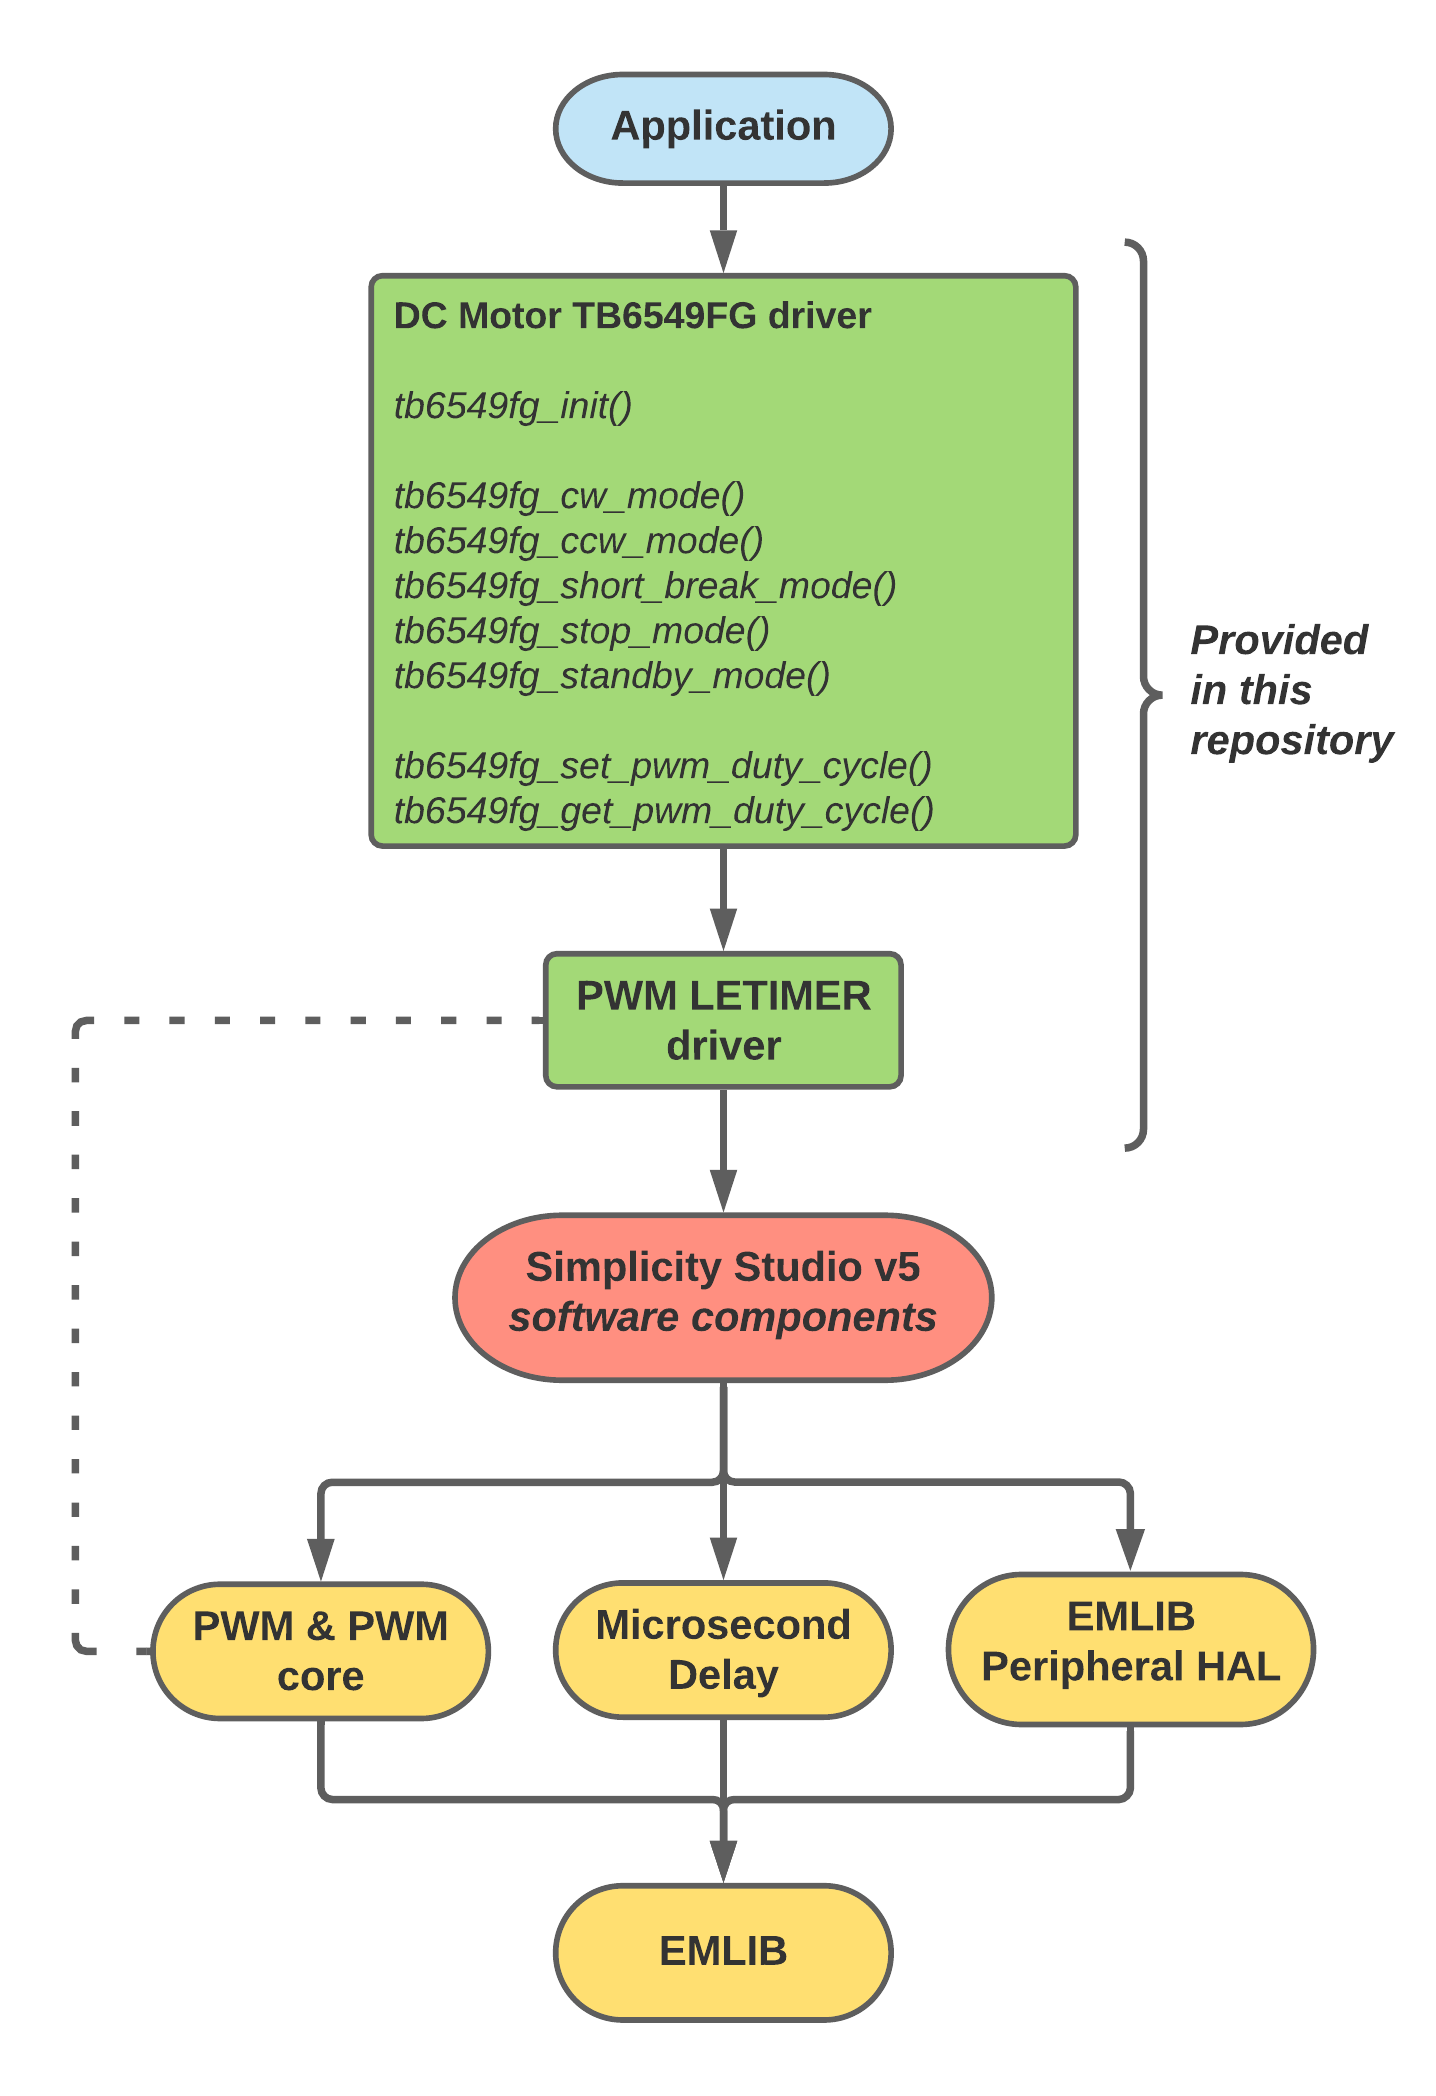 Application
DC Motor TB6549FG driver
tb6549fg_init()
tb6549fg_cw_mode()
tb6549fg_ccw_mode()
tb6549fg_short_break_mode()
tb6549fg_stop_mode()
tb6549fg_standby_mode()
tb6549fg_set_pwm_duty_cycle()
tb6549fg_get_pwm_duty_cycle()
Provided
in this
repository
PWM LETIMER
driver
Simplicity Studio v5
software components
PWM & PWM
core
Microsecond
Delay
EMLIB
Peripheral HAL
EMLIB